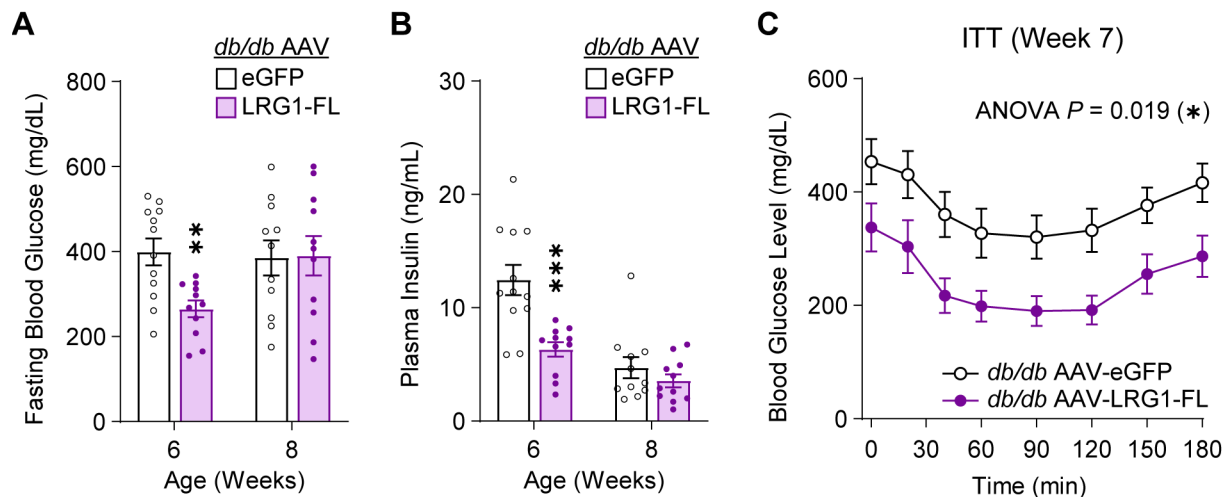 A
db/db AAV
eGFP
LRG1-FL
Fasting Blood Glucose (mg/dL)
800
600
400
200
0
**
6
8
Age (Weeks)
B
db/db AAV
eGFP
LRG1-FL
Plasma Insulin (ng/mL)
30
20
10
0
***
6
8
Age (Weeks)
C
ITT (Week 7)
ANOVA P = 0.019 (*)
Blood Glucose Level (mg/dL)
600
400
200
0
db/db AAV-eGFP
db/db AAV-LRG1-FL
0 30 60 90 120 150 180
Time (min)